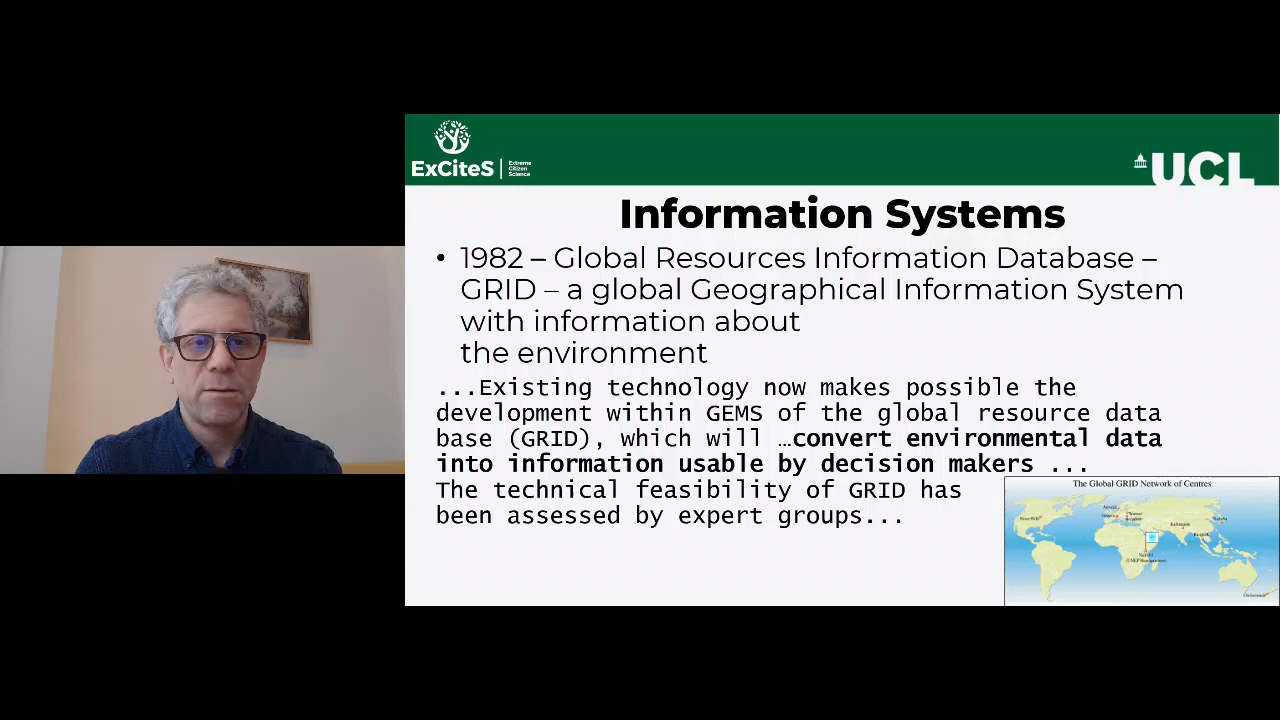 ExCiteS
Extreme
Citizen
Science
UCL
Information Systems
• 1982 – Global Resources Information Database –
GRID – a global Geographical Information System
with information about
the environment
...Existing technology now makes possible the
development within GEMS of the global resource data
base (GRID), which will …convert environmental data
into information usable by decision makers ...
The technical feasibility of GRID has
been assessed by expert groups...
The Global GRID Network of Centres
Nairobi
(UNEP Headquarters)